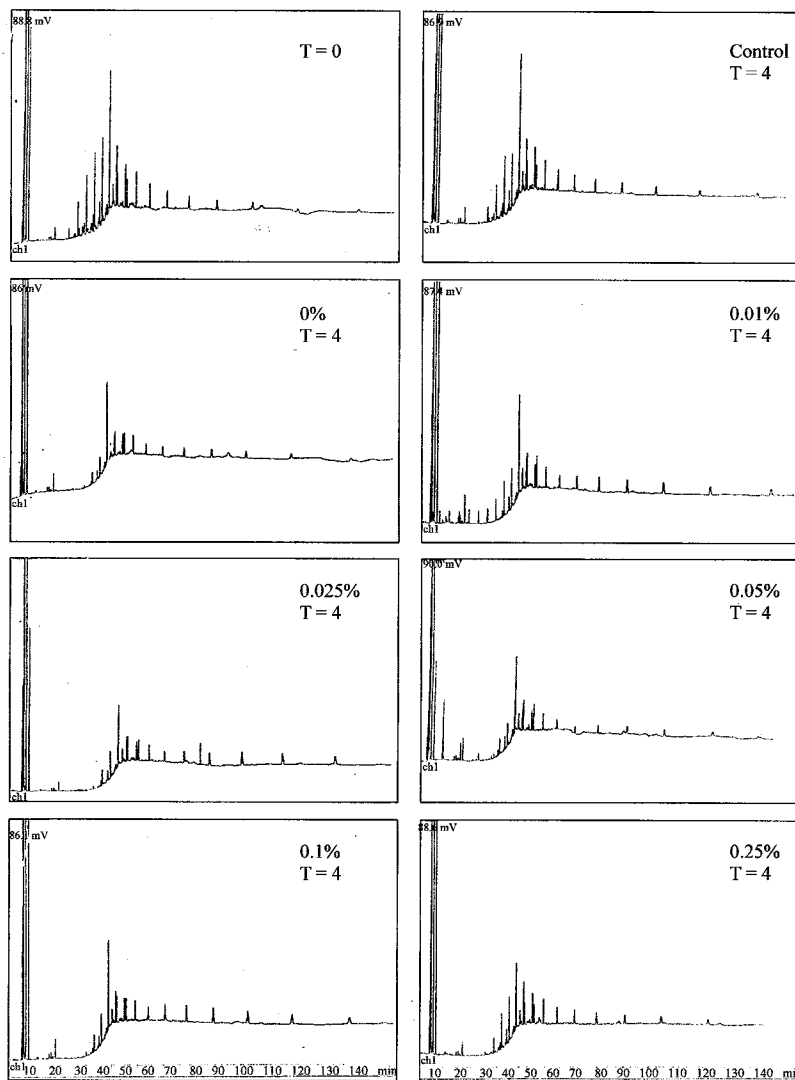 88.8 mV
T = 0
ch1
86.9 mV
Control
T = 4
ch1
mV
0%
T = 4
ch1
87.4 mV
0.01%
T = 4
ch1
0.025%
T = 4
ch1
90.0 mV
0.05%
T = 4
ch1
86.1 mV
0.1%
T = 4
ch1
10 20 30 40 50 60 70 80 90 100 110 120 130 140 min
88.6 mV
0.25%
T = 4
ch1
10 20 30 40 50 60 70 80 90 100 110 120 130 140 min